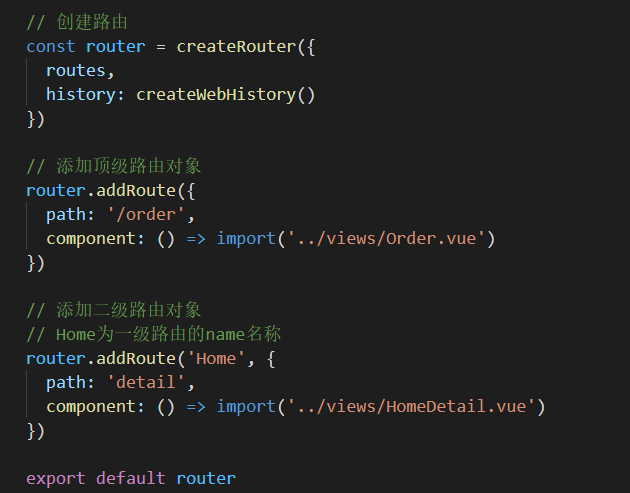 // 创建路由
const router = createRouter({
  routes,
  history: createWebHistory()
})

// 添加顶级路由对象
router.addRoute({
  path: '/order',
  component: () => import('../views/Order.vue')
})

// 添加二级路由对象
// Home为一级路由的name名称
router.addRoute('Home', {
  path: 'detail',
  component: () => import('../views/HomeDetail.vue')
})

export default router